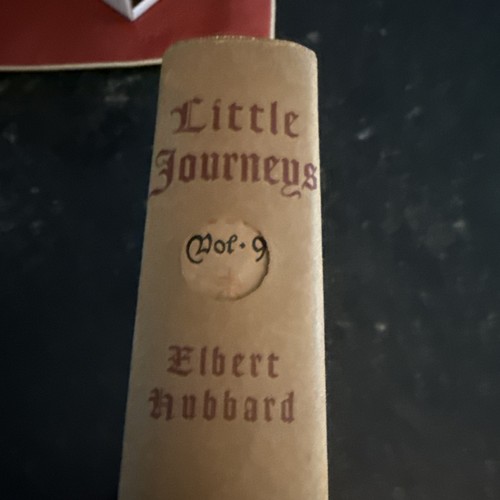 Little
Journeys
Vol. 9
Elbert
Hubbard